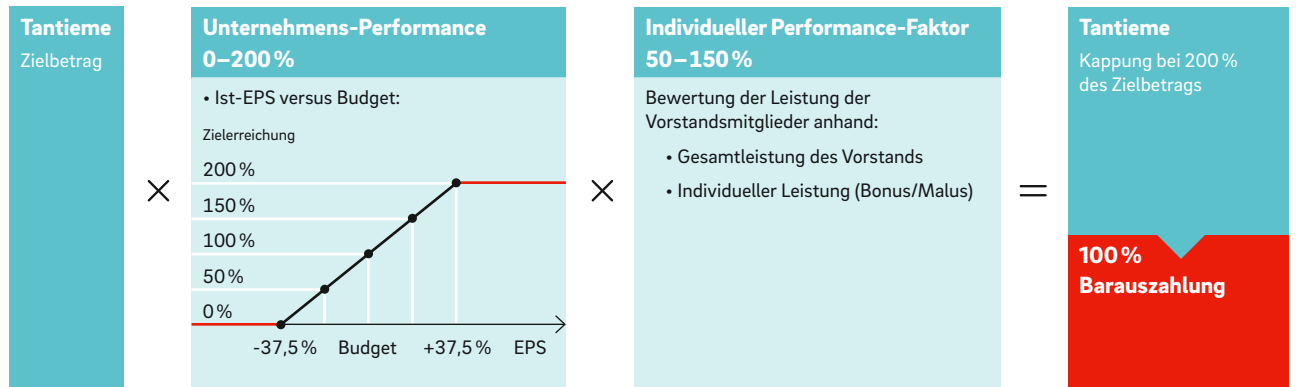 Tantieme
Zielbetrag
×
Unternehmens-Performance
0–200 %
• Ist-EPS versus Budget:
Zielerreichung
200 %
150 %
100 %
50 %
0 %
-37,5 %
Budget
+37,5 %
EPS
×
Individueller Performance-Faktor
50–150 %
Bewertung der Leistung der
Vorstandsmitglieder anhand:
• Gesamtleistung des Vorstands
• Individueller Leistung (Bonus/Malus)
=
Tantieme
Kappung bei 200 %
des Zielbetrags
100 %
Barauszahlung